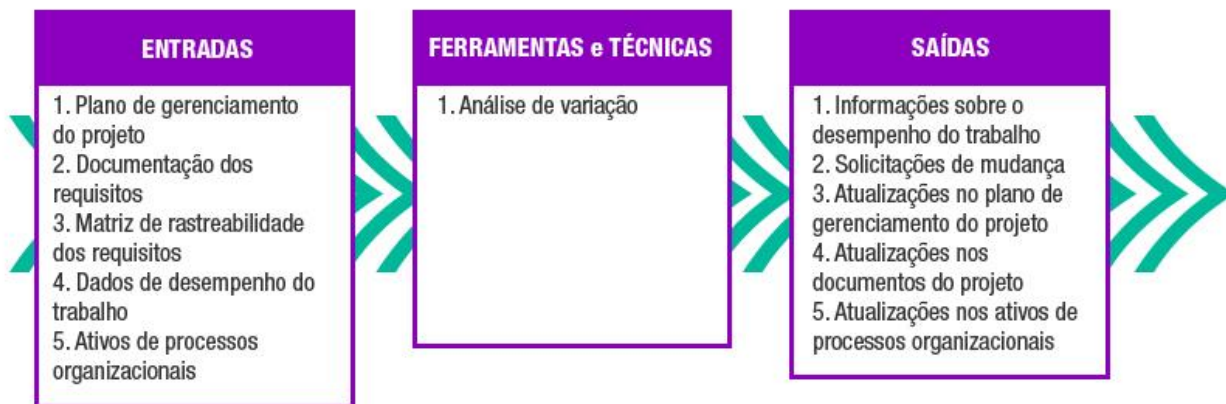 ENTRADAS
1. Plano de gerenciamento
do projeto
2. Documentação dos
requisitos
3. Matriz de rastreabilidade
dos requisitos
4. Dados de desempenho do
trabalho
5. Ativos de processos
organizacionais
FERRAMENTAS e TÉCNICAS
1. Análise de variação
SAÍDAS
1. Informações sobre o
desempenho do trabalho
2. Solicitações de mudança
3. Atualizações no plano de
gerenciamento do projeto
4. Atualizações nos
documentos do projeto
5. Atualizações nos ativos de
processos organizacionais